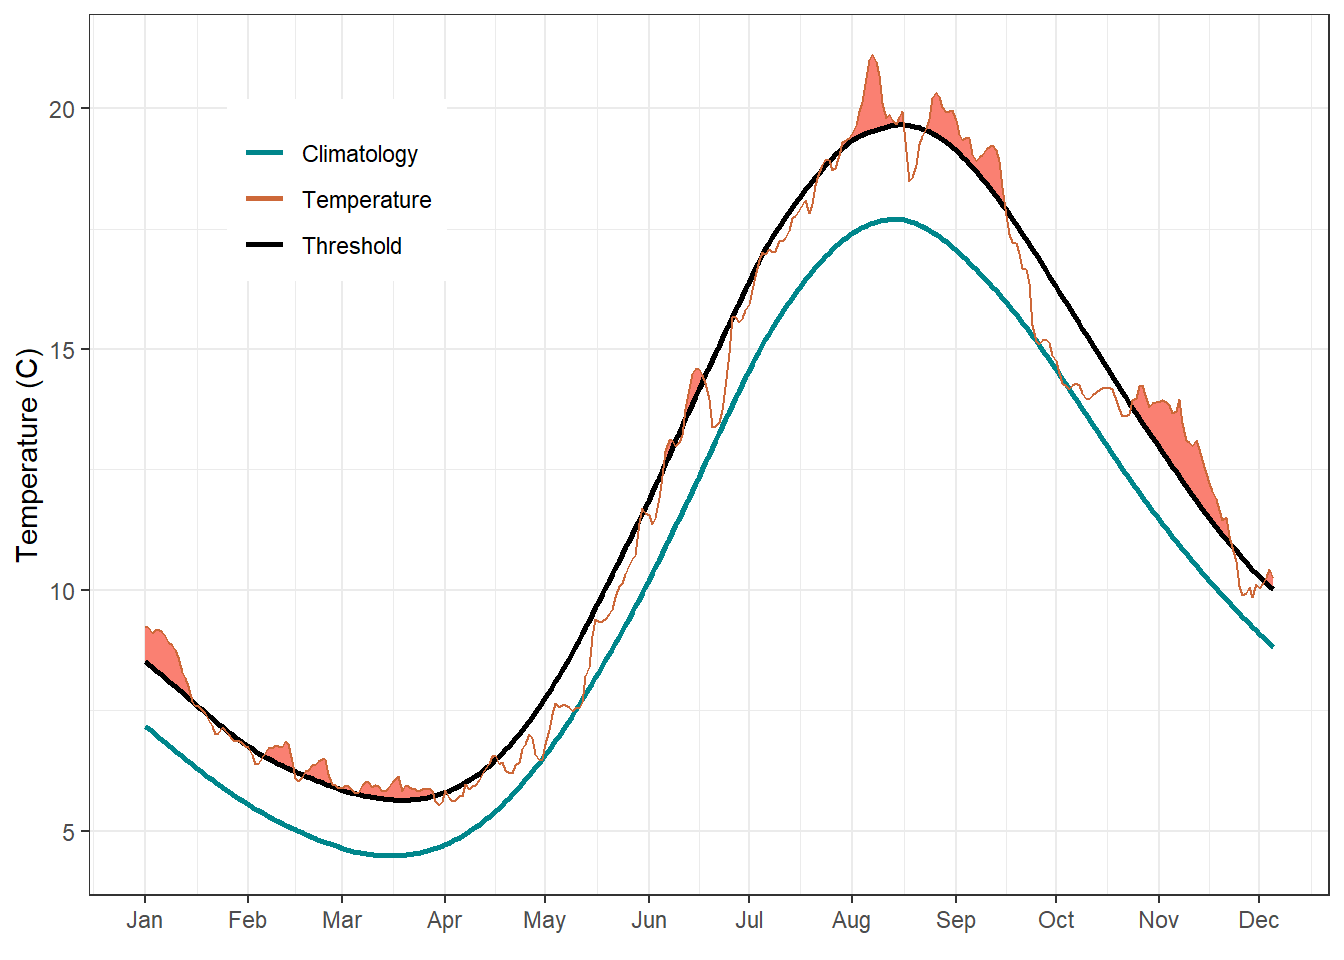 20
15
10
5
Temperature (C)
Climatology
Temperature
Threshold
Jan Feb Mar Apr May Jun Jul Aug Sep Oct Nov Dec